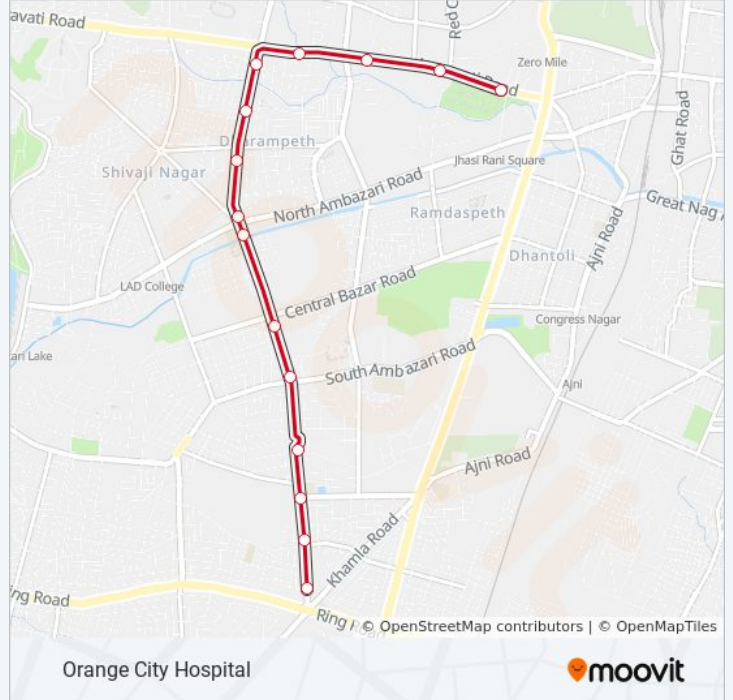 avati Road
Red C
Zero Mile
Road
Dharampeth
Ghat Road
Shivaji Nagar
Jhasi Rani Square
North Ambazari Road
Great Nag
Ramdaspeth
Ajni Road
Dhantoli
LAD College
Central Bazar Road
Congress Nagar
ari Lake
South Ambazari Road
Ajni
Ajni Road
Khamla Road
ing Road
Ring Road
© OpenStreetMap contributors | © OpenMapTiles
Orange City Hospital
moovit